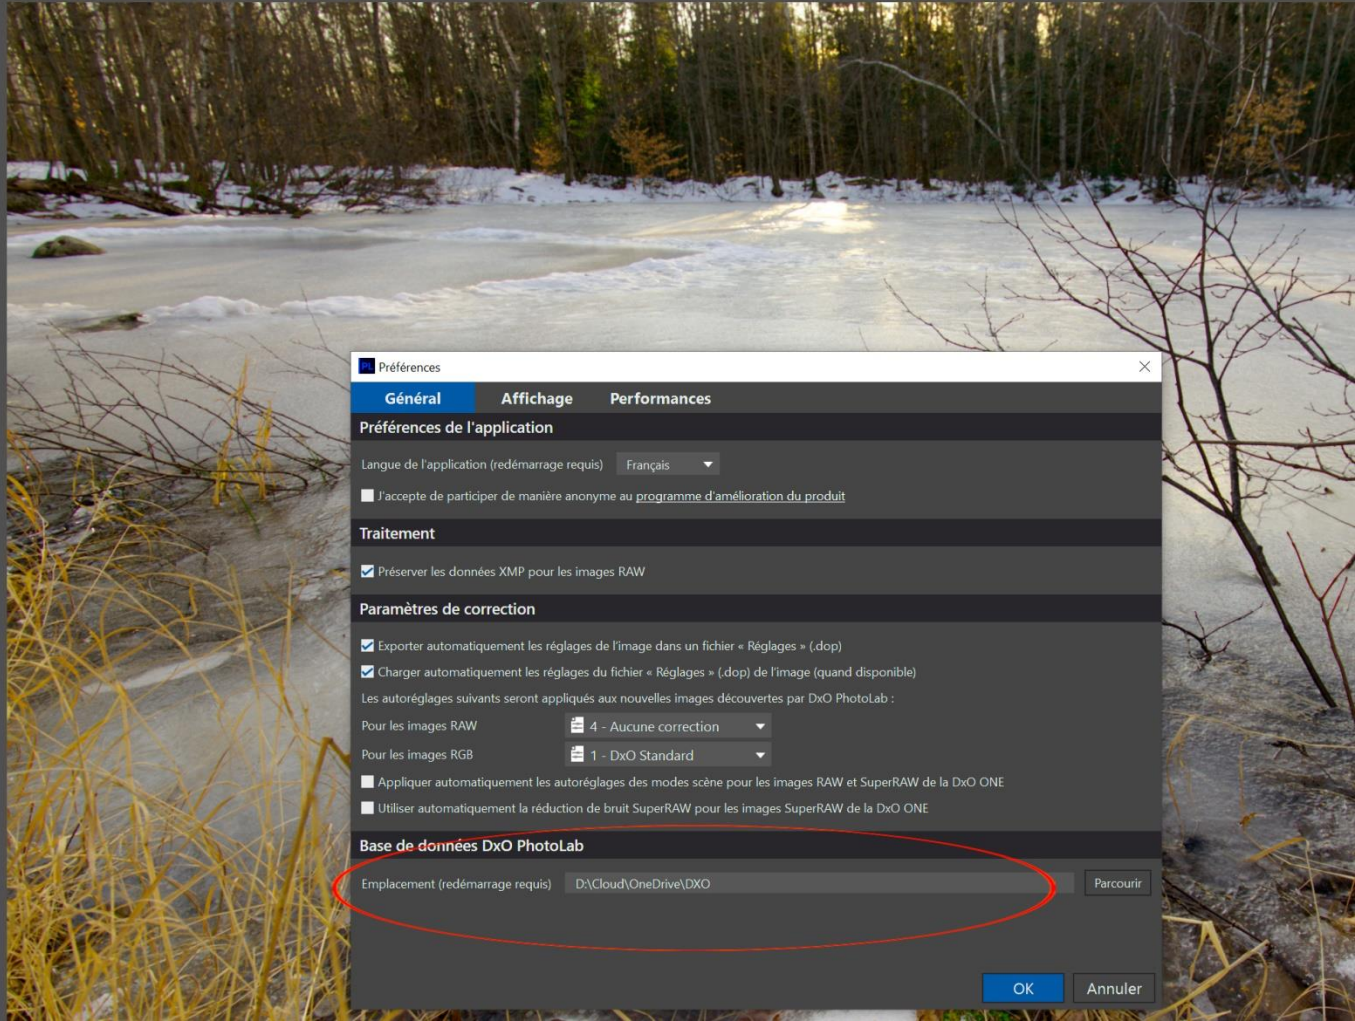 PL Préférences
Général Affichage Performances
Préférences de l'application
Langue de l'application (redémarrage requis) Français
J'accepte de participer de manière anonyme au programme d'amélioration du produit
Traitement
Préserver les données XMP pour les images RAW
Paramètres de correction
Exporter automatiquement les réglages de l'image dans un fichier « Réglages » (.dop)
Charger automatiquement les réglages du fichier « Réglages » (.dop) de l'image (quand disponible)
Les autoréglages suivants seront appliqués aux nouvelles images découvertes par DxO PhotoLab :
Pour les images RAW 4 - Aucune correction
Pour les images RGB 1 - DxO Standard
Appliquer automatiquement les autoréglages des modes scène pour les images RAW et SuperRAW de la DxO ONE
Utiliser automatiquement la réduction de bruit SuperRAW pour les images SuperRAW de la DxO ONE
Base de données DxO PhotoLab
Emplacement (redémarrage requis) D:\Cloud\OneDrive\DXO Parcourir
OK Annuler